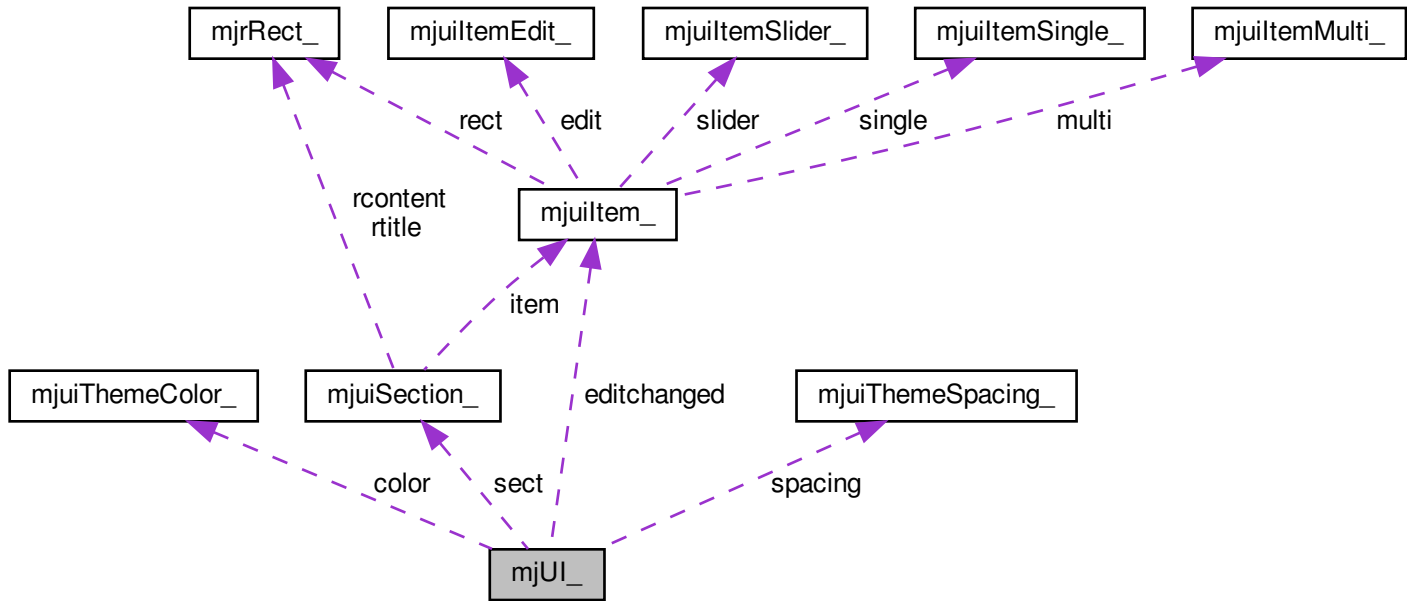 mjrRect_
mjuiItemEdit_
mjuiItemSlider_
mjuiItemSingle_
mjuiItemMulti_
rect
edit
slider
single
multi
rcontent
rtitle
mjuiItem_
item
mjuiThemeColor_
mjuiSection_
editchanged
mjuiThemeSpacing_
color
sect
spacing
mjUI_